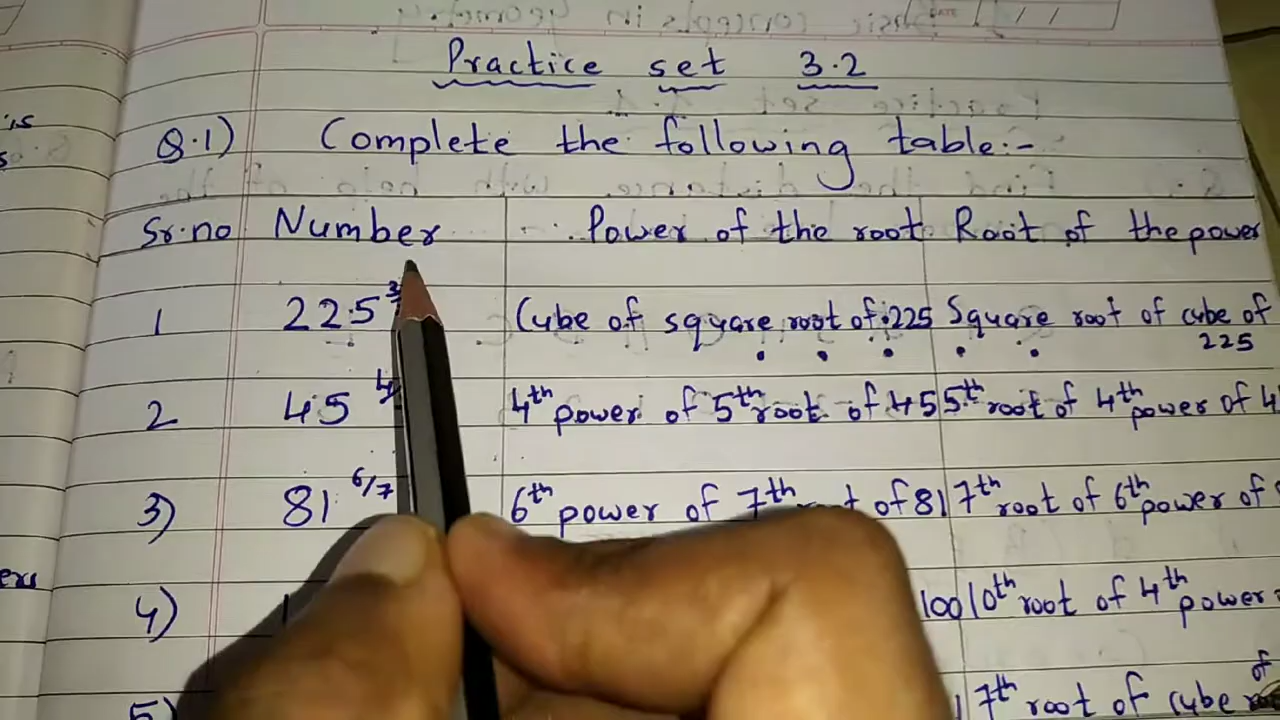 DATE / /
Practice set 3.2
Q.1) Complete the following table:-
Sr.no Number Power of the root Root of the power
1 225 Cube of square root of 225 Square root of cube of
225
2 45 4th power of 5th root of 45 5th root of 4th power of 4
3) 81 6/7 6th power of 7th of 81 7th root of 6th power of
4) 1 100 10th root of 4th power
of
5) 7th root of cube